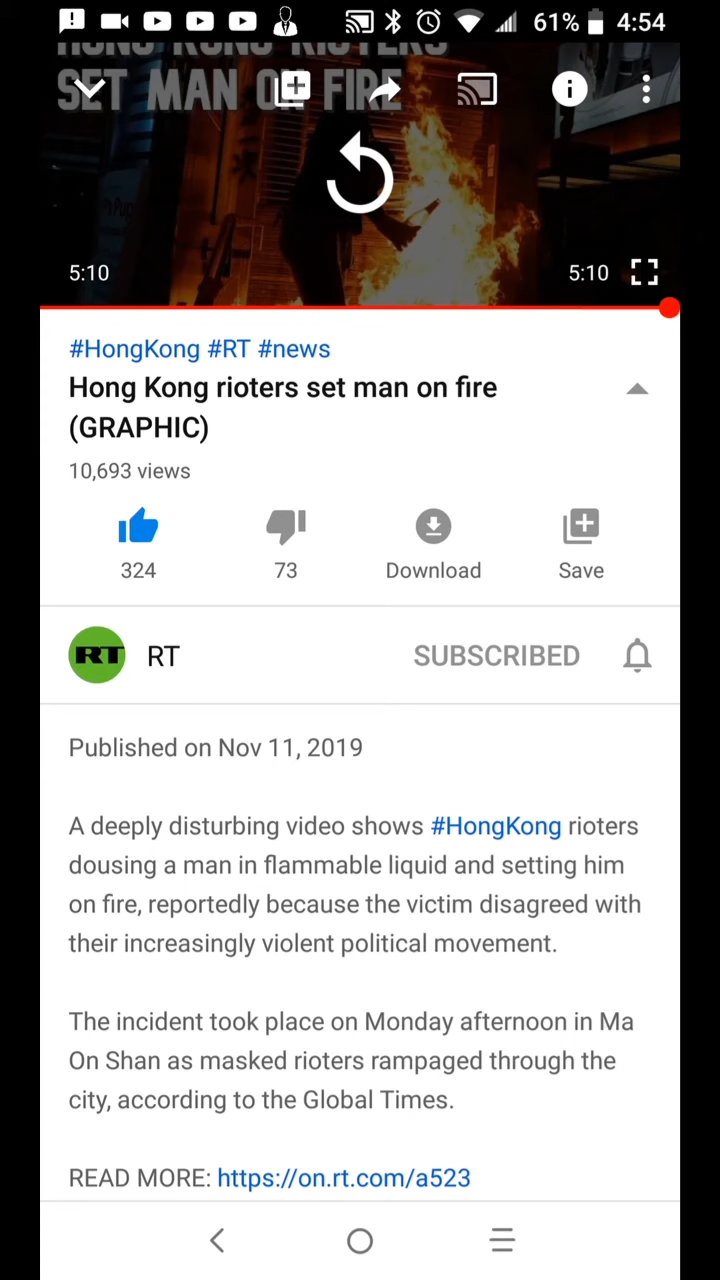 61% 4:54
HONG KONG RIOTERS
SET MAN ON FIRE
5:10 5:10
#HongKong #RT #news
Hong Kong rioters set man on fire
(GRAPHIC)
10,693 views
324 73 Download Save
RT RT SUBSCRIBED
Published on Nov 11, 2019
A deeply disturbing video shows #HongKong rioters
dousing a man in flammable liquid and setting him
on fire, reportedly because the victim disagreed with
their increasingly violent political movement.
The incident took place on Monday afternoon in Ma
On Shan as masked rioters rampaged through the
city, according to the Global Times.
READ MORE: https://on.rt.com/a523